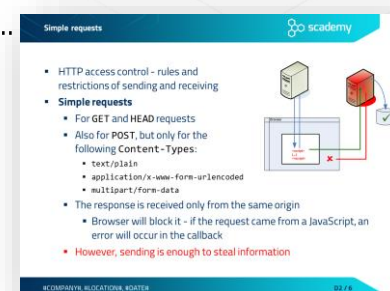 Simple requests
scademy
HTTP access control - rules and
restrictions of sending and receiving
Simple requests
For GET and HEAD requests
Also for POST, but only for the
following Content-Types:
text/plain
application/x-www-form-urlencoded
multipart/form-data
The response is received only from the same origin
Browser will block it - if the request came from a JavaScript, an
error will occur in the callback
However, sending is enough to steal information
#COMPANY#, #LOCATION#, #DATE#
D3 / 6